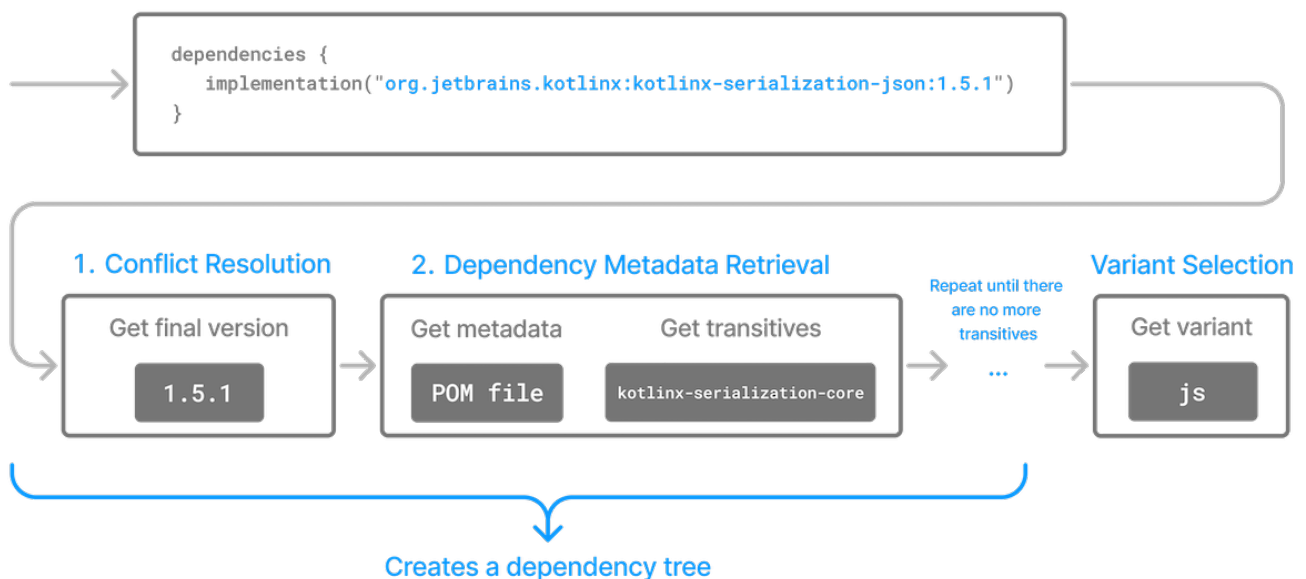 dependencies {
implementation("org.jetbrains.kotlinx:kotlinx-serialization-json:1.5.1")
}
1. Conflict Resolution
Get final version
1.5.1
2. Dependency Metadata Retrieval
Get metadata
POM file
Get transitives
kotlinx-serialization-core
Repeat until there
are no more
transitives
...
Variant Selection
Get variant
js
Creates a dependency tree